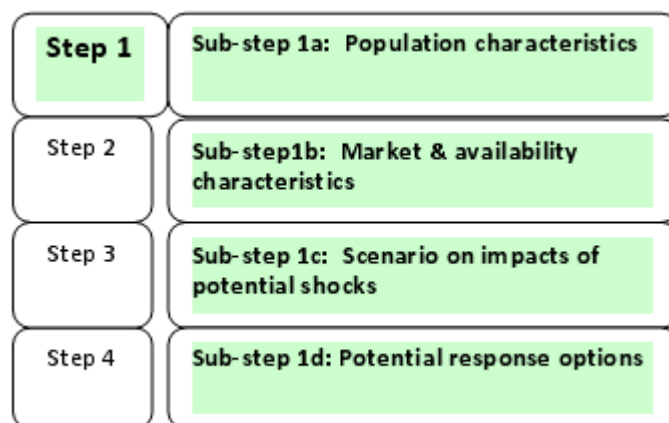 Step 1
Sub-step 1a: Population characteristics
Step 2
Sub-step1b: Market & availability
characteristics
Step 3
Sub-step 1c: Scenario on impacts of
potential shocks
Step 4
Sub-step 1d: Potential response options